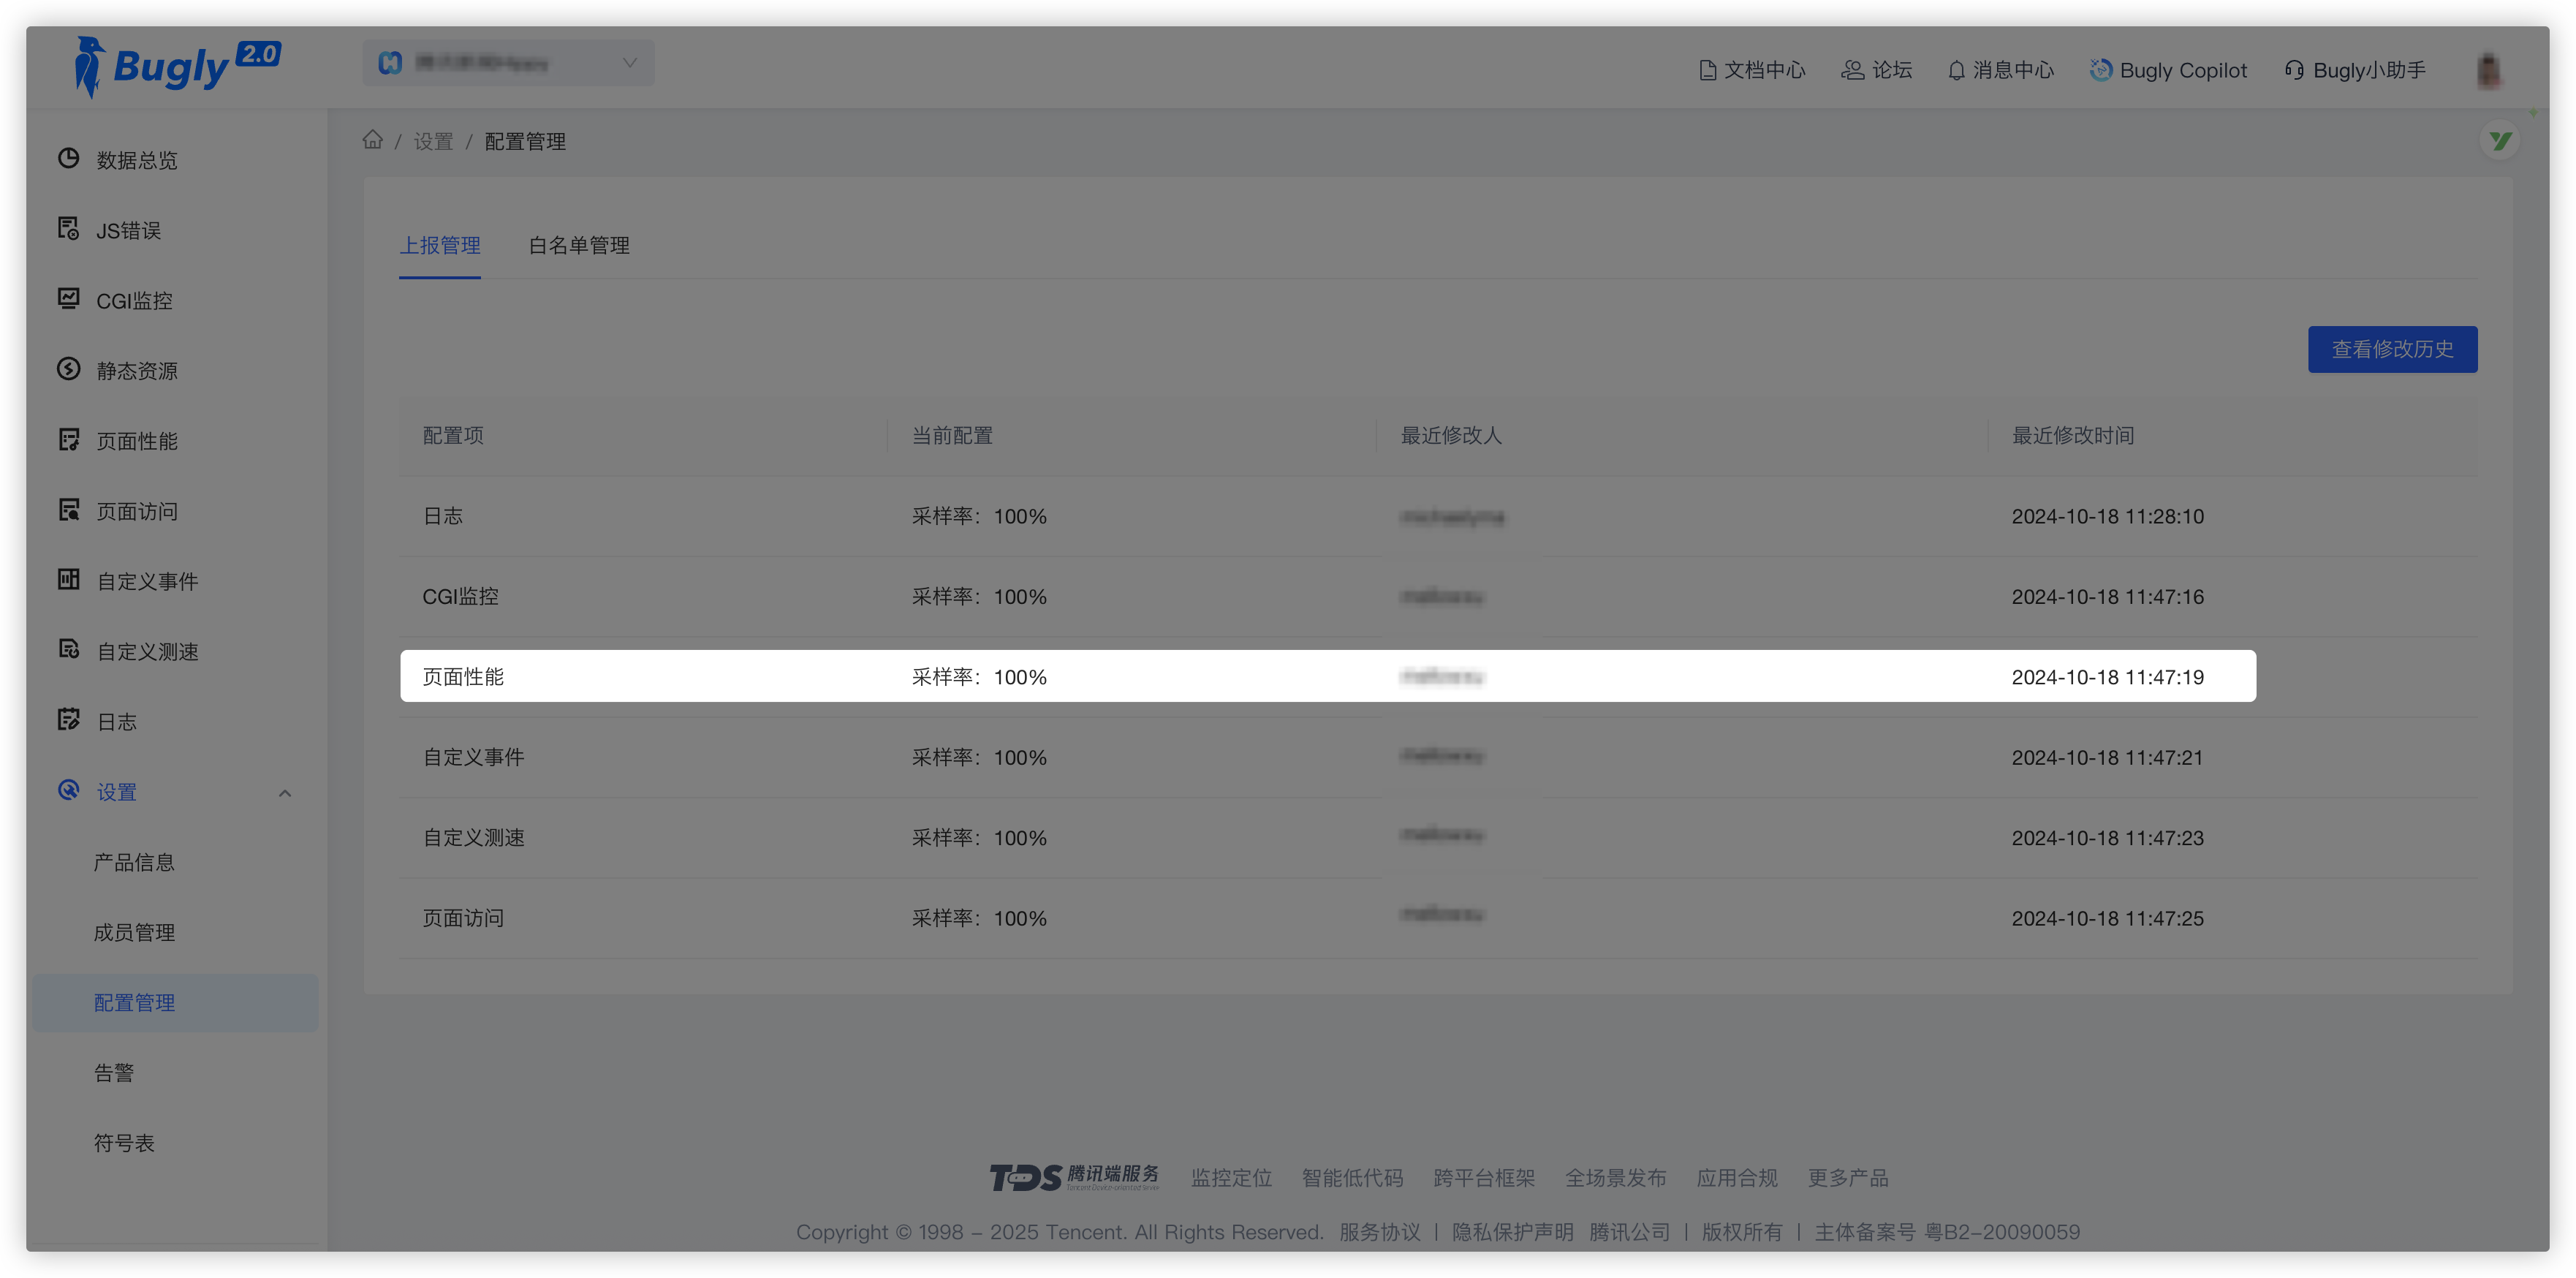 Bugly 2.0
文档中心 论坛 消息中心 Bugly Copilot Bugly小助手
/ 设置 / 配置管理
数据总览
JS错误
CGI监控
静态资源
页面性能
页面访问
自定义事件
自定义测速
日志
设置
产品信息
成员管理
配置管理
告警
符号表
上报管理 白名单管理
查看修改历史
配置项 当前配置 最近修改人 最近修改时间
日志 采样率：100% 2024-10-18 11:28:10
CGI监控 采样率：100% 2024-10-18 11:47:16
页面性能 采样率：100% 2024-10-18 11:47:19
自定义事件 采样率：100% 2024-10-18 11:47:21
自定义测速 采样率：100% 2024-10-18 11:47:23
页面访问 采样率：100% 2024-10-18 11:47:25
TDS 腾讯端服务 Tencent Device-oriented Server 监控定位 智能低代码 跨平台框架 全场景发布 应用合规 更多产品
Copyright © 1998 – 2025 Tencent. All Rights Reserved. 服务协议 | 隐私保护声明 腾讯公司 | 版权所有 | 主体备案号 粤B2-20090059